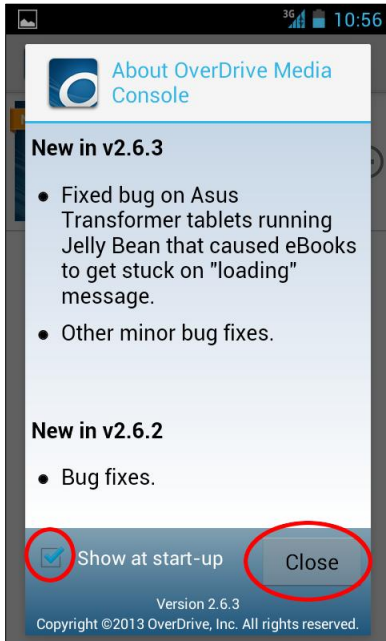 3G 10:56
About OverDrive Media
Console
New in v2.6.3
• Fixed bug on Asus
Transformer tablets running
Jelly Bean that caused eBooks
to get stuck on "loading"
message.
• Other minor bug fixes.
New in v2.6.2
• Bug fixes.
Show at start-up
Close
Version 2.6.3
Copyright ©2013 OverDrive, Inc. All rights reserved.